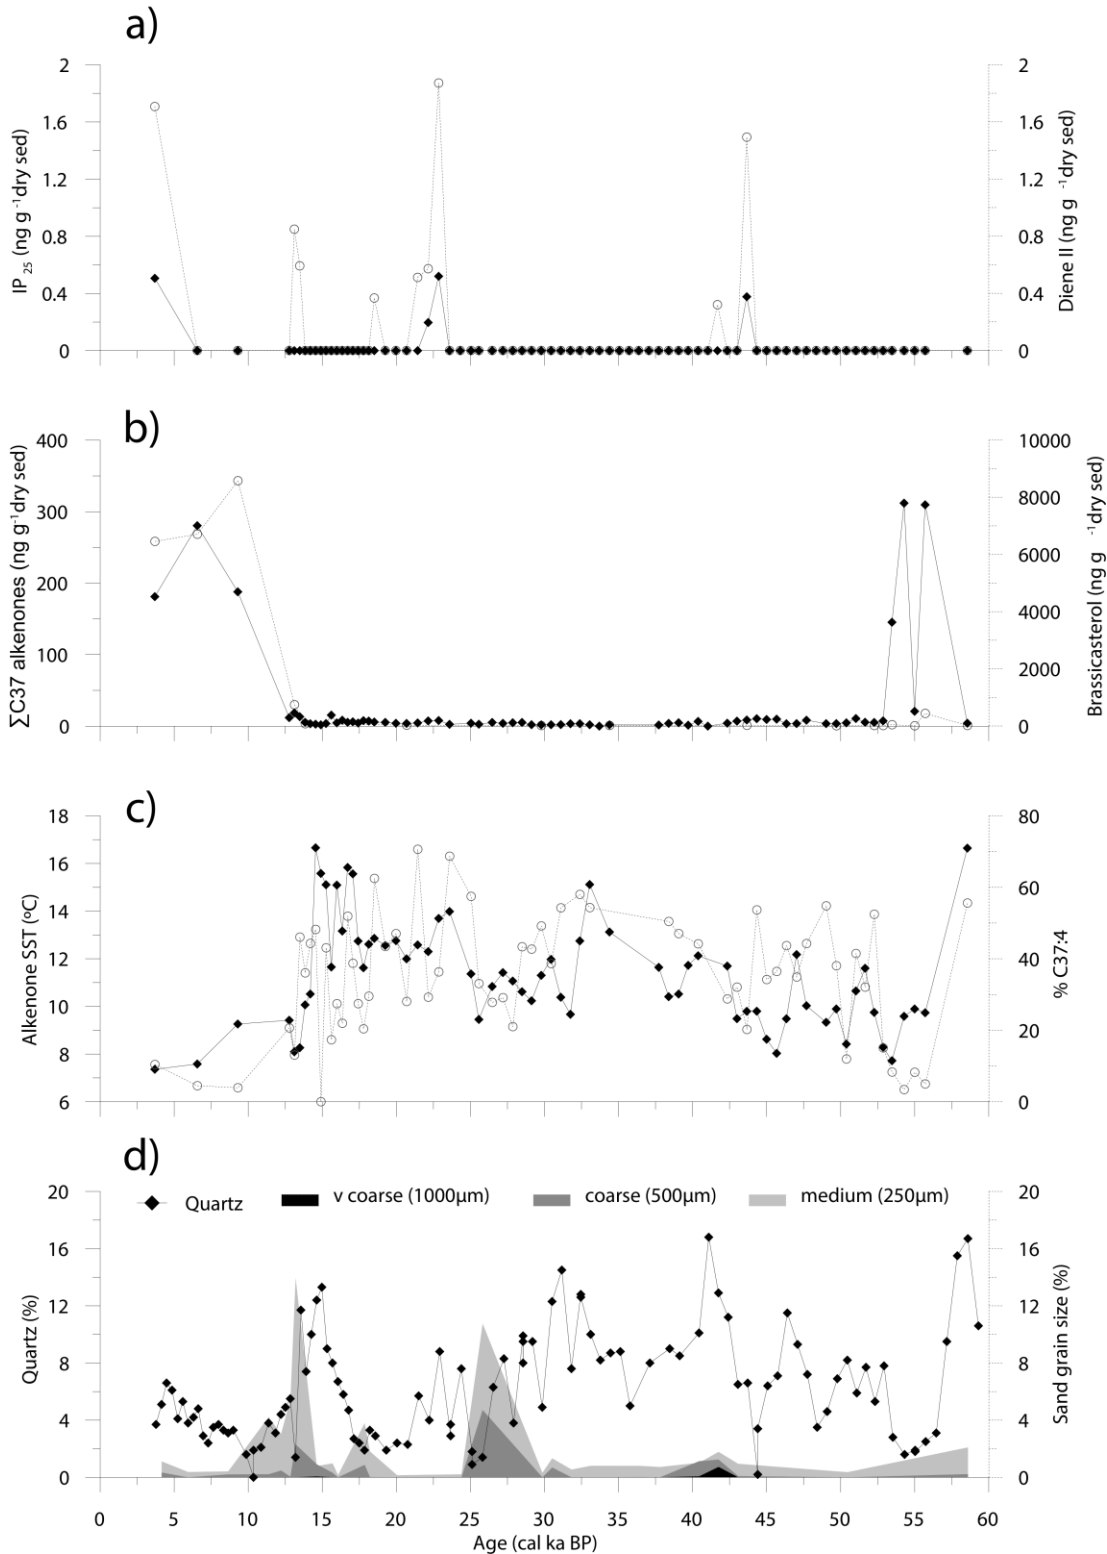 a)
2
1.6
1.2
0.8
0.4
0
IP 25 (ng g -1 dry sed)
2
1.6
1.2
0.8
0.4
0
Diene II (ng g -1 dry sed)
b)
400
300
200
100
0
∑C37 alkenones (ng g-1 dry sed)
10000
8000
6000
4000
2000
0
Brassicasterol (ng g -1 dry sed)
c)
18
16
14
12
10
8
6
Alkenone SST (ºC)
80
60
40
20
0
% C37:4
d)
Quartz
v coarse (1000µm)
coarse (500µm)
medium (250µm)
20
16
12
8
4
0
Quartz (%)
20
16
12
8
4
0
Sand grain size (%)
0 5 10 15 20 25 30 35 40 45 50 55 60
Age (cal ka BP)